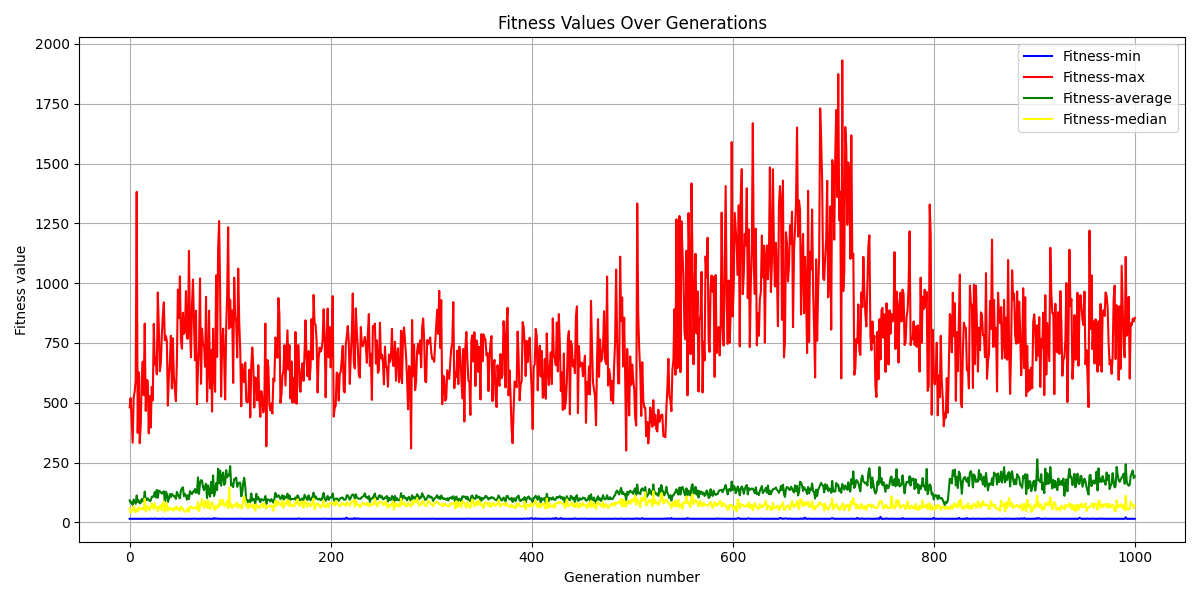 Fitness Values Over Generations
Fitness value
2000
1750
1500
1250
1000
750
500
250
0
0 200 400 600 800 1000
Generation number
Fitness-min
Fitness-max
Fitness-average
Fitness-median